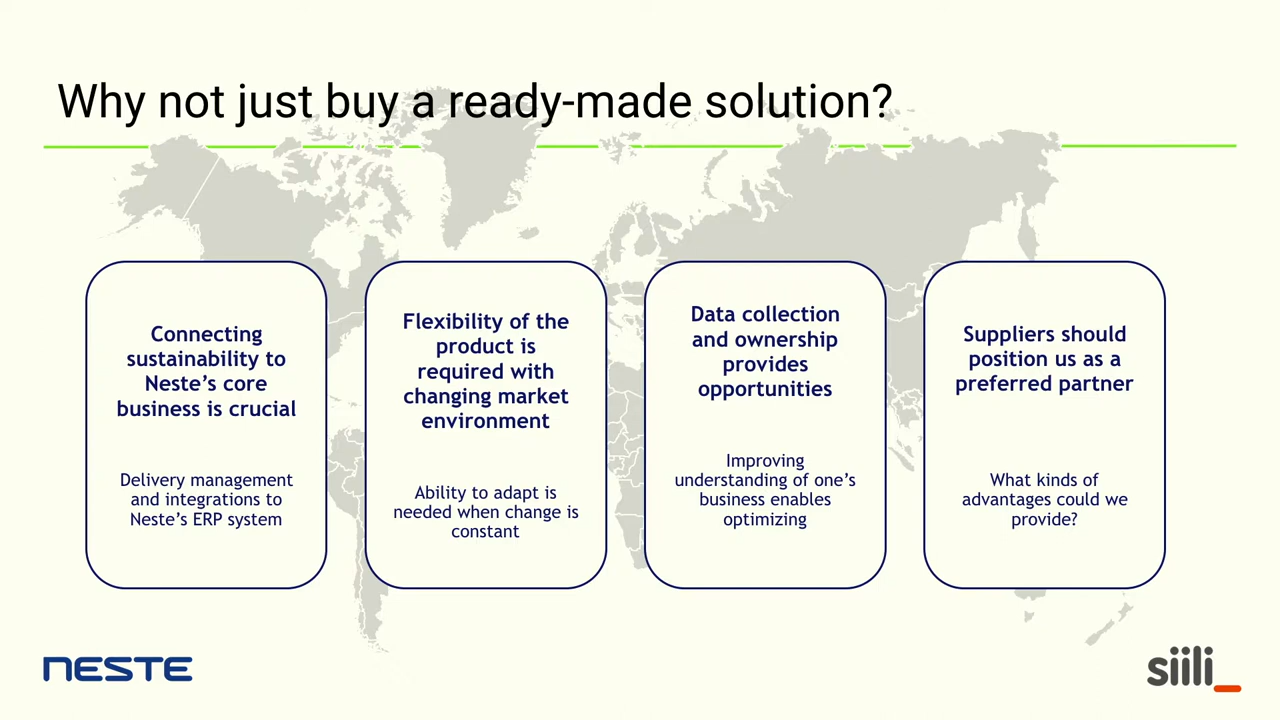 Why not just buy a ready-made solution?
Connecting
sustainability to
Neste’s core
business is crucial
Delivery management
and integrations to
Neste’s ERP system
Flexibility of the
product is
required with
changing market
environment
Ability to adapt is
needed when change is
constant
Data collection
and ownership
provides
opportunities
Improving
understanding of one’s
business enables
optimizing
Suppliers should
position us as a
preferred partner
What kinds of
advantages could we
provide?
NESTE
siili_